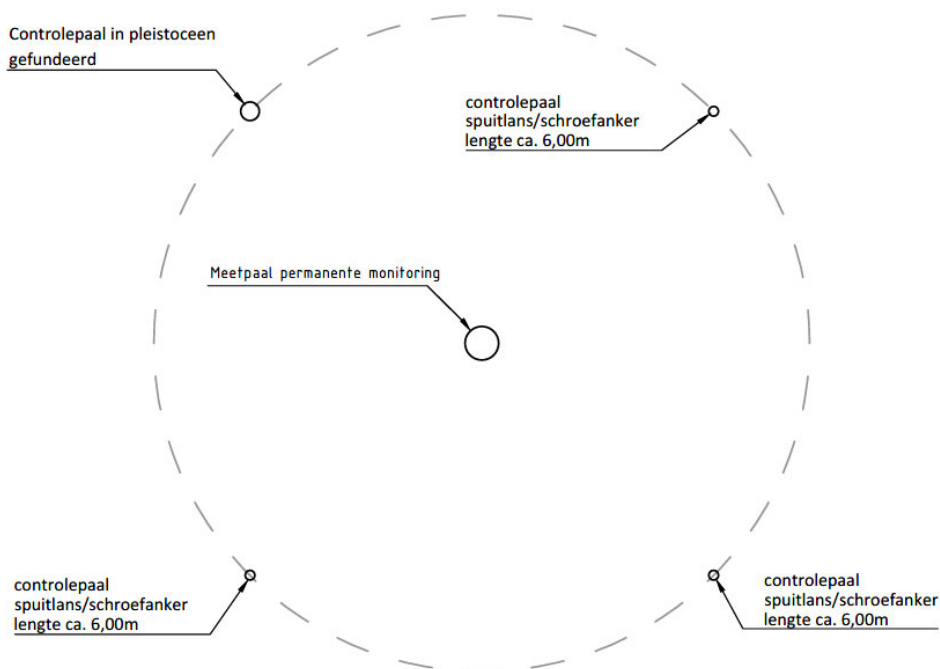 Controlepaal in pleistoceen
gefundeerd
controlepaal
spuitlans/schroefanker
lengte ca. 6,00m
Meetpaal permanente monitoring
controlepaal
spuitlans/schroefanker
lengte ca. 6,00m
controlepaal
spuitlans/schroefanker
lengte ca. 6,00m